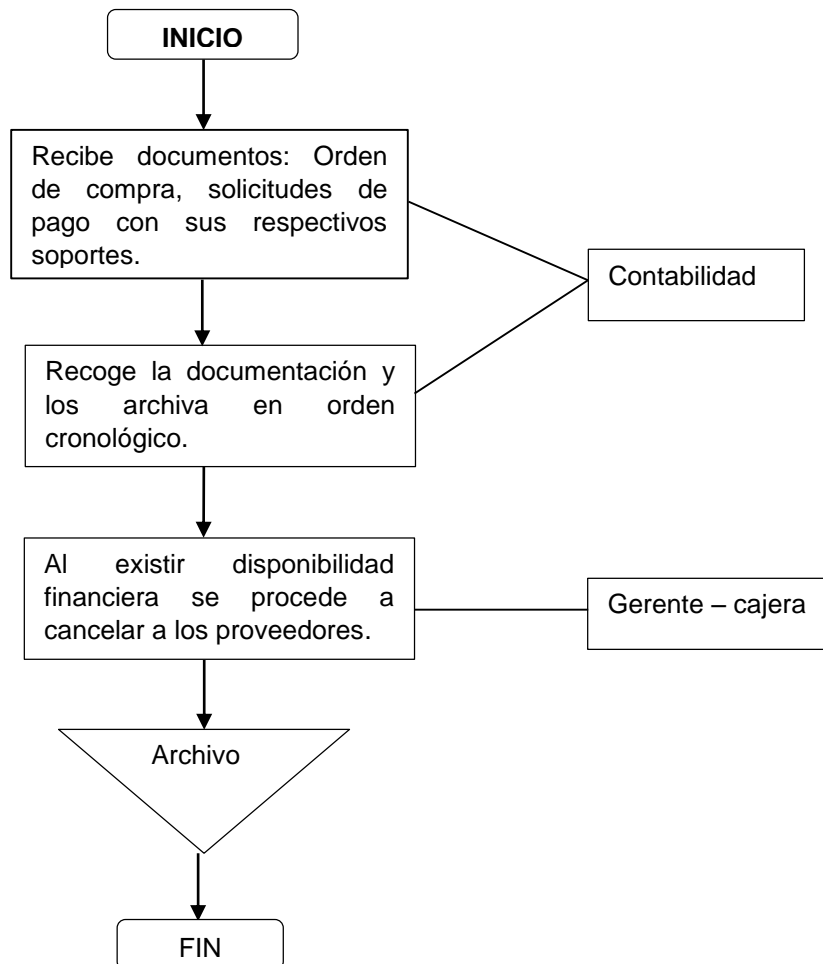 INICIO
Recibe documentos: Orden
de compra, solicitudes de
pago con sus respectivos
soportes.
Contabilidad
Recoge la documentación y
los archiva en orden
cronológico.
Al existir disponibilidad
financiera se procede a
cancelar a los proveedores.
Gerente – cajera
Archivo
FIN